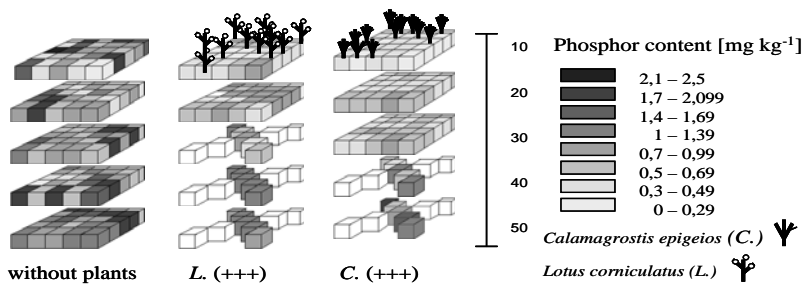 10
20
30
40
50
Phosphor content [mg kg⁻¹]
2,1 – 2,5
1,7 – 2,099
1,4 – 1,69
1 – 1,39
0,7 – 0,99
0,5 – 0,69
0,3 – 0,49
0 – 0,29
Calamagrostis epigeios (C.)
Lotus corniculatus (L.)
without plants L. (+++) C. (+++)